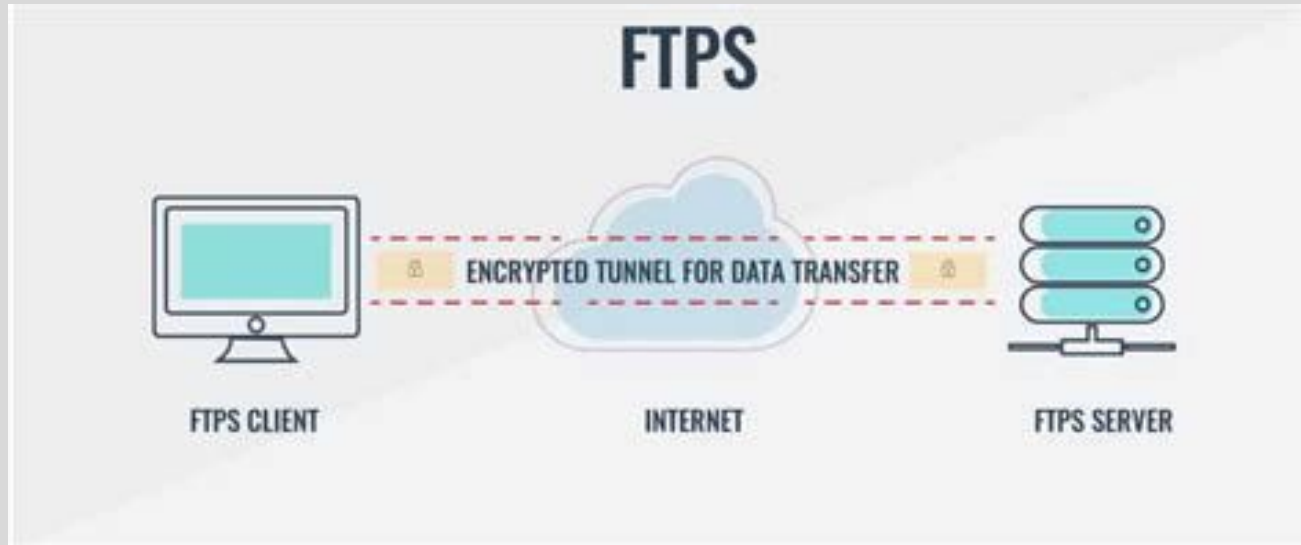 FTPS
ENCRYPTED TUNNEL FOR DATA TRANSFER
FTPS CLIENT
INTERNET
FTPS SERVER